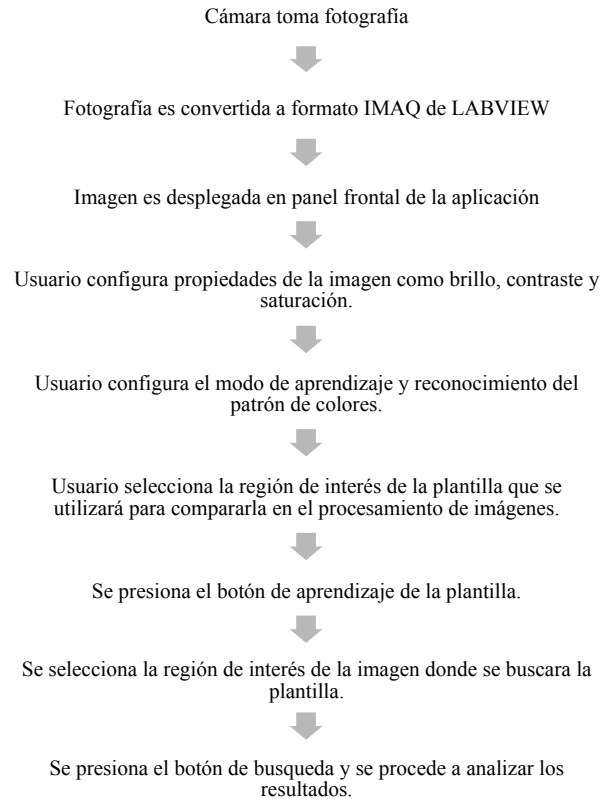 Cámara toma fotografía
Fotografía es convertida a formato IMAQ de LABVIEW
Imagen es desplegada en panel frontal de la aplicación
Usuario configura propiedades de la imagen como brillo, contraste y
saturación.
Usuario configura el modo de aprendizaje y reconocimiento del
patrón de colores.
Usuario selecciona la región de interés de la plantilla que se
utilizará para compararla en el procesamiento de imágenes.
Se presiona el botón de aprendizaje de la plantilla.
Se selecciona la región de interés de la imagen donde se buscara la
plantilla.
Se presiona el botón de busqueda y se procede a analizar los
resultados.